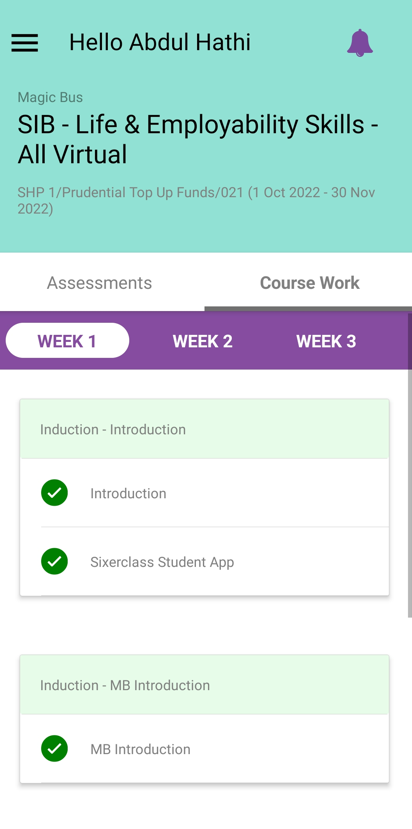 Hello Abdul Hathi
Magic Bus
SIB - Life & Employability Skills -
All Virtual
SHP 1/Prudential Top Up Funds/021 (1 Oct 2022 - 30 Nov
2022)
Assessments
Course Work
WEEK 1
WEEK 2
WEEK 3
Induction - Introduction
Introduction
Sixerclass Student App
Induction - MB Introduction
MB Introduction